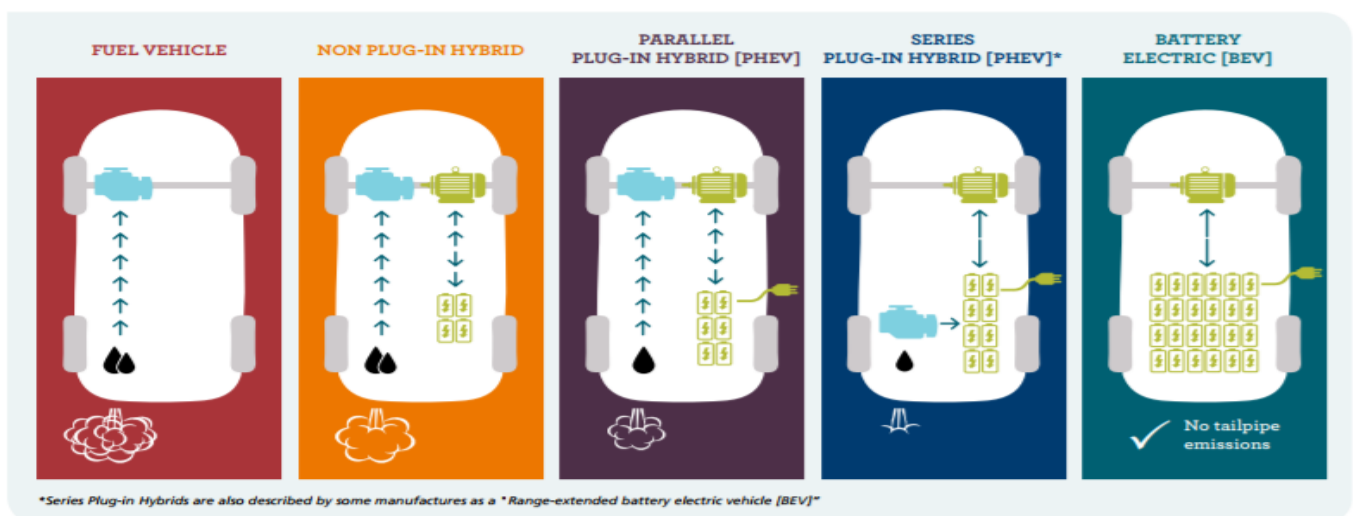 FUEL VEHICLE
NON PLUG-IN HYBRID
PARALLEL
PLUG-IN HYBRID [PHEV]
SERIES
PLUG-IN HYBRID [PHEV]*
BATTERY
ELECTRIC [BEV]
No tailpipe
emissions
*Series Plug-in Hybrids are also described by some manufactures as a "Range-extended battery electric vehicle [BEV]"